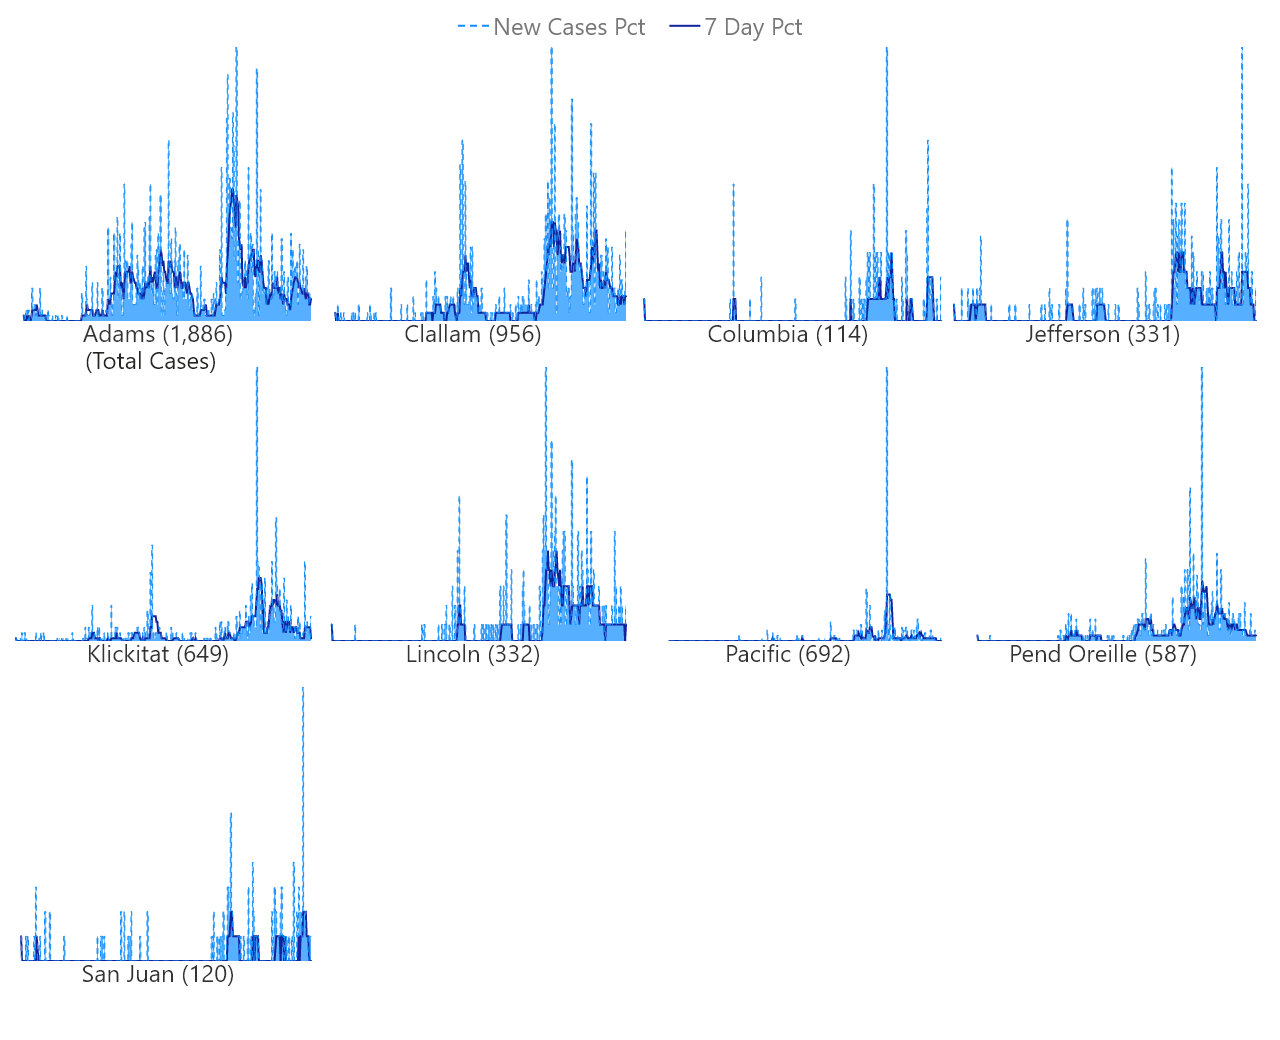 New Cases Pct 7 Day Pct
Adams (1,886) Clallam (956) Columbia (114) Jefferson (331)
(Total Cases)
Klickitat (649) Lincoln (332) Pacific (692) Pend Oreille (587)
San Juan (120)